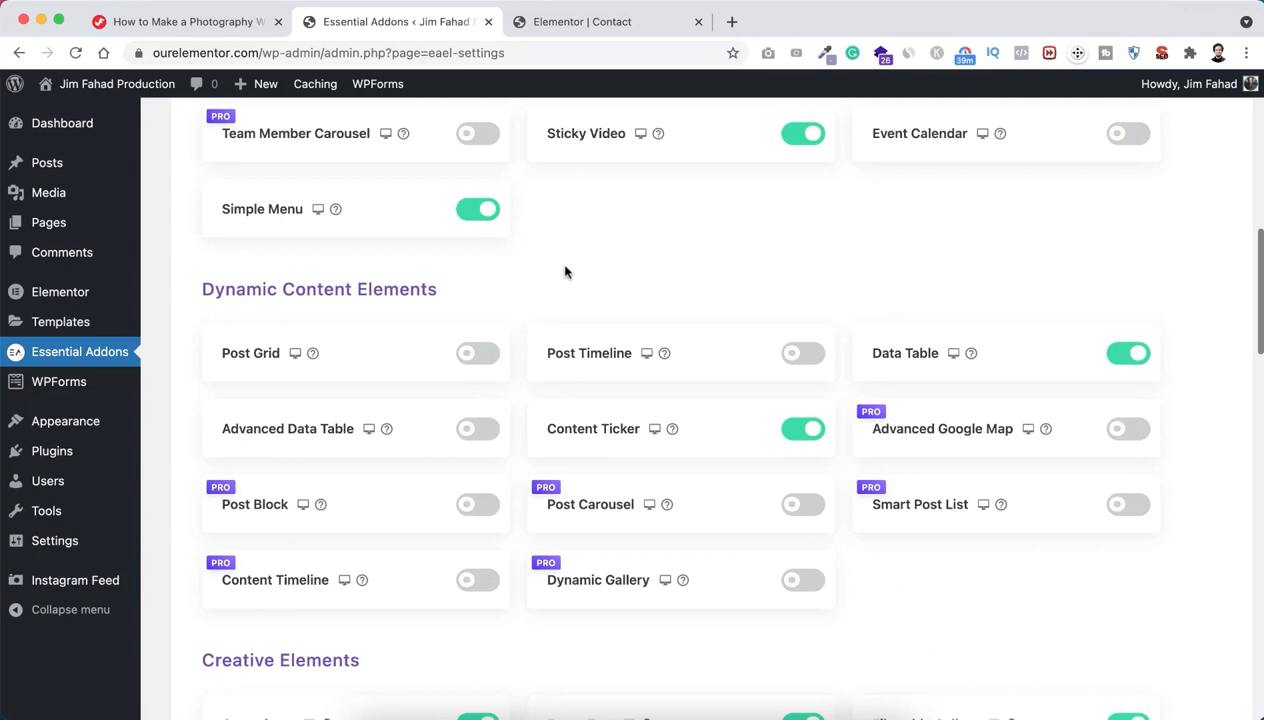 How to Make a Photography W
Essential Addons ‹ Jim Fahad
Elementor | Contact
ourelementor.com/wp-admin/admin.php?page=eael-settings
26
39m
IQ
Jim Fahad Production
0
New
Caching
WPForms
Howdy, Jim Fahad
Dashboard
Posts
Media
Pages
Comments
Elementor
Templates
Essential Addons
WPForms
Appearance
Plugins
Users
Tools
Settings
Instagram Feed
Collapse menu
PRO
Team Member Carousel
Sticky Video
Event Calendar
Simple Menu
Dynamic Content Elements
Post Grid
Post Timeline
Data Table
Advanced Data Table
Content Ticker
PRO
Advanced Google Map
PRO
Post Block
PRO
Post Carousel
PRO
Smart Post List
PRO
Content Timeline
PRO
Dynamic Gallery
Creative Elements